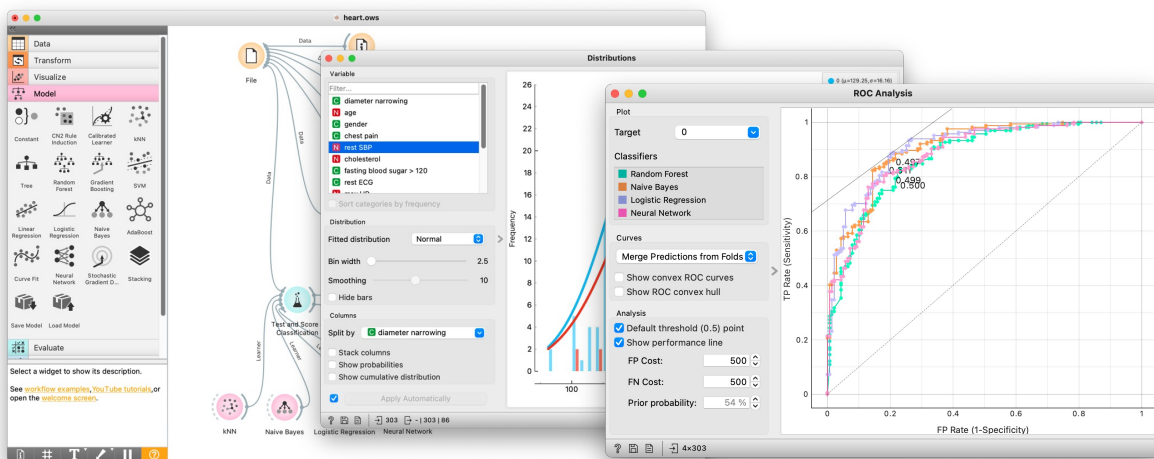 heart.ows
Data
Transform
Visualize
Model
Constant
CN2 Rule
Induction
Calibrated
Learner
kNN
Tree
Random
Forest
Gradient
Boosting
SVM
Linear
Regression
Logistic
Regression
Naive
Bayes
AdaBoost
Curve Fit
Neural
Network
Stochastic
Gradient D...
Stacking
Save Model
Load Model
Evaluate
Select a widget to show its description.
See workflow examples, YouTube tutorials, or
open the welcome screen.
File
Data
Data
Data
Test and Score
Classification
Learner
Learner
kNN
Naive Bayes
Logistic Regression
Neural Network
Distributions
Variable
Filter...
C diameter narrowing
N age
C gender
C chest pain
N rest SBP
N cholesterol
C fasting blood sugar > 120
C rest ECG
Sort categories by frequency
Distribution
Fitted distribution Normal
Bin width 2.5
Smoothing 10
Hide bars
Columns
Split by C diameter narrowing
Stack columns
Show probabilities
Show cumulative distribution
Apply Automatically
? 303 - | 303 | 86
Frequency
26
24
22
20
18
16
14
12
10
8
6
4
2
0
100
0 (μ=129.25, σ=16.16)
ROC Analysis
Plot
Target 0
Classifiers
Random Forest
Naive Bayes
Logistic Regression
Neural Network
Curves
Merge Predictions from Folds
Show convex ROC curves
Show ROC convex hull
Analysis
Default threshold (0.5) point
Show performance line
FP Cost: 500
FN Cost: 500
Prior probability: 54 %
? 4×303
TP Rate (Sensitivity)
1
0.8
0.6
0.4
0.2
0
0.497
0.499
0.500
0 0.2 0.4 0.6 0.8 1
FP Rate (1-Specificity)